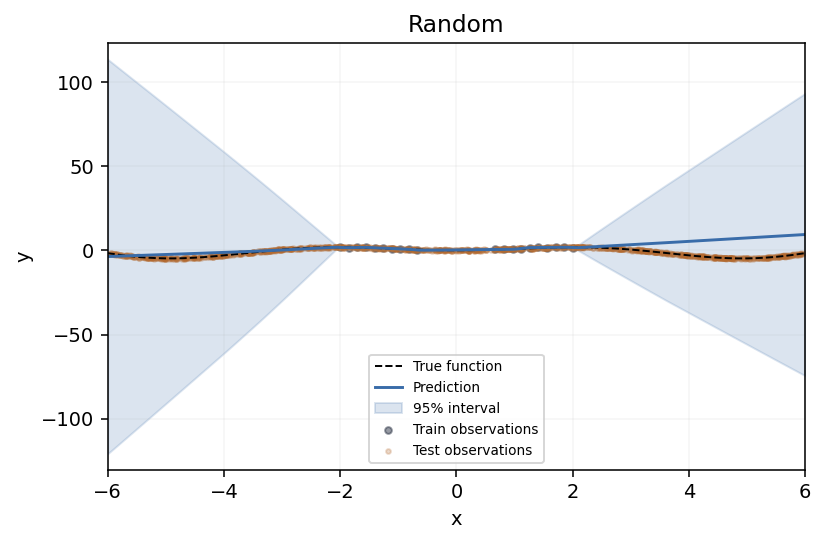 Random
100
50
0
−50
−100
y
True function
Prediction
95% interval
Train observations
Test observations
−6 −4 −2 0 2 4 6
x